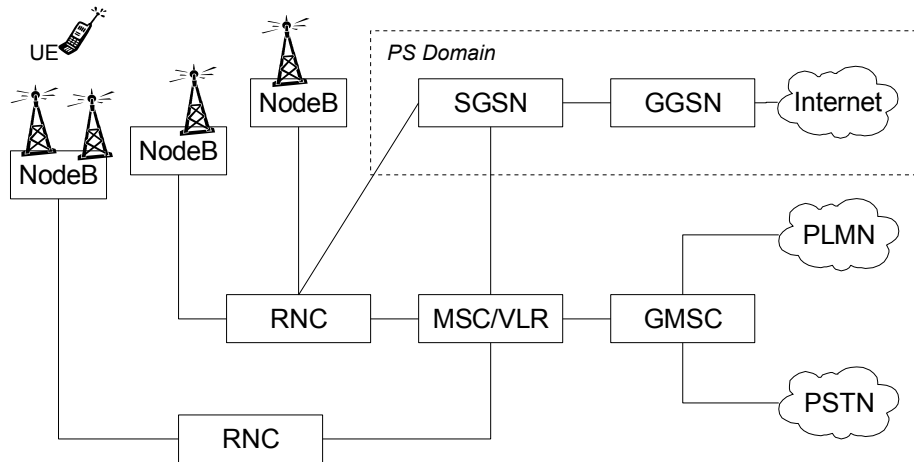 UE
PS Domain
NodeB
SGSN
GGSN
Internet
NodeB
NodeB
PLMN
RNC
MSC/VLR
GMSC
PSTN
RNC